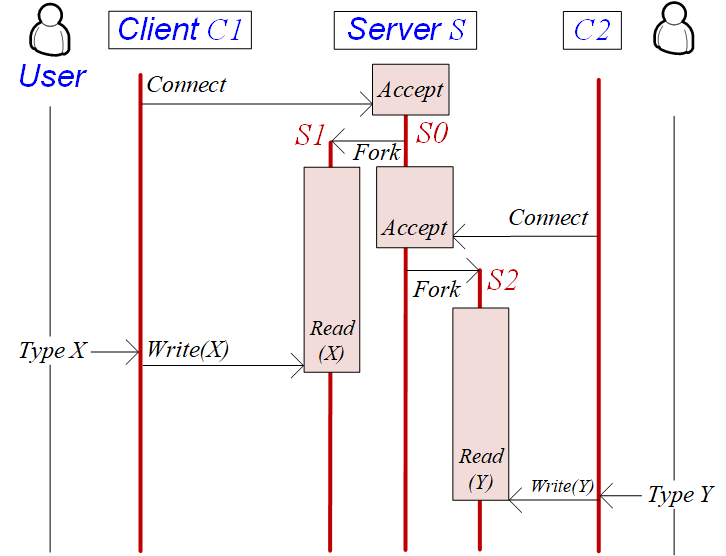 Client C1
Server S
C2
User
Connect
Accept
S1
S0
Fork
Connect
Accept
S2
Fork
Read
(X)
Type X
Write(X)
Read
(Y)
Write(Y)
Type Y